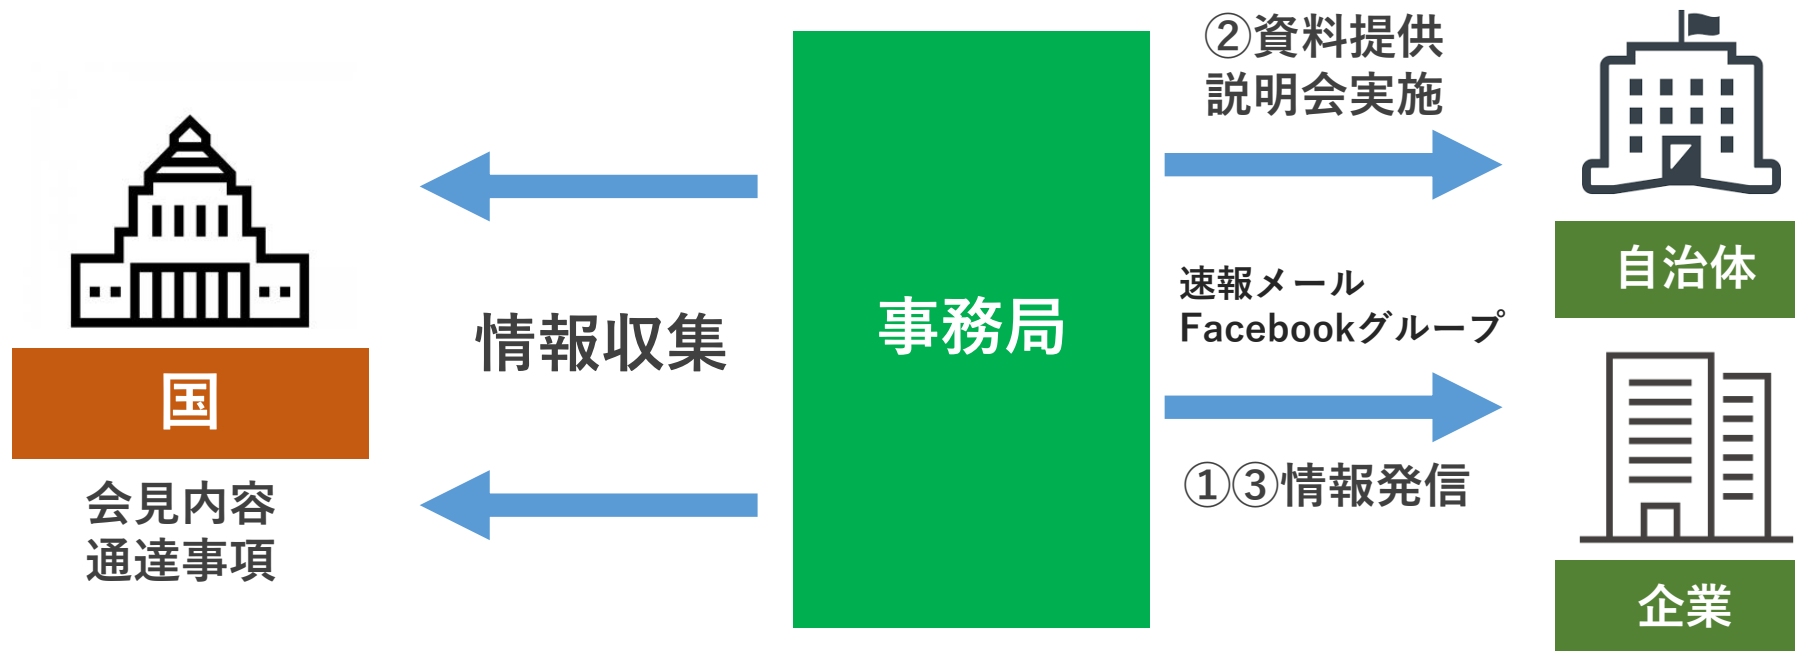 国
会見内容
通達事項
情報収集
事務局
②資料提供
説明会実施
速報メール
Facebookグループ
①③情報発信
自治体
企業